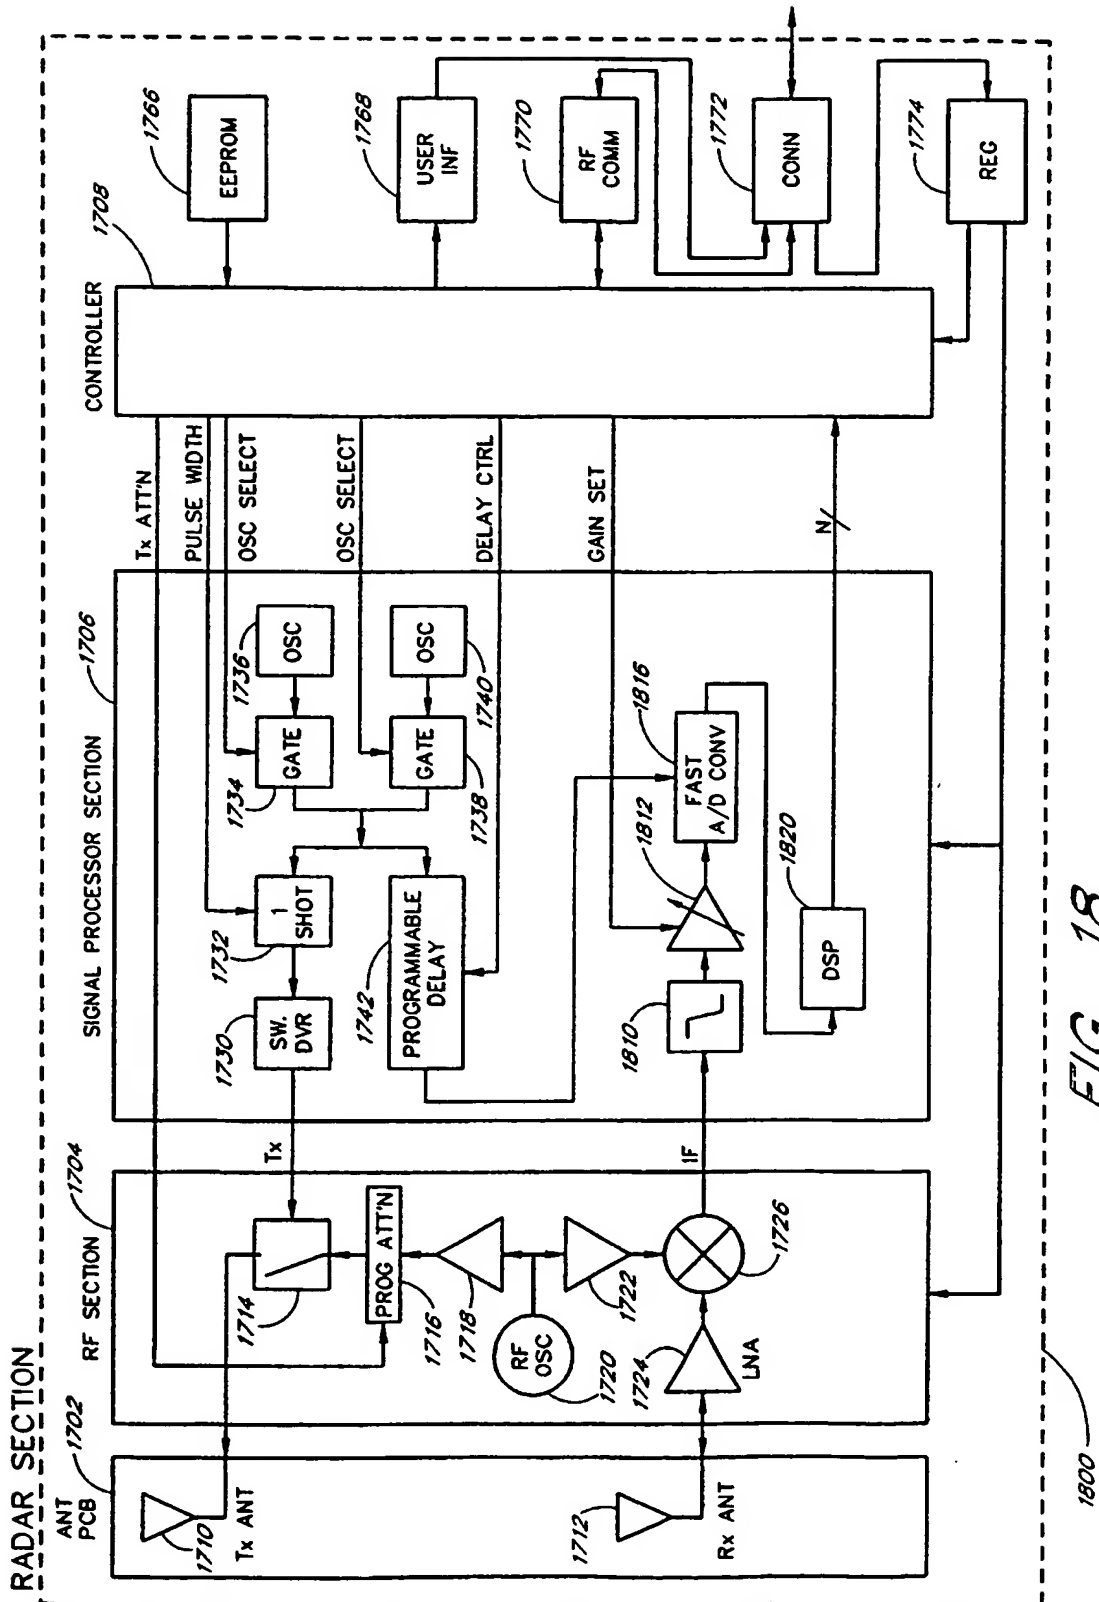 RADAR SECTION
ANT
PCB
1702
1710
Tx ANT
1712
Rx ANT
RF SECTION
1704
1714
PROG ATT'N
1716
1718
RF
OSC
1720
1722
1724
LNA
1726
Tx
IF
SIGNAL PROCESSOR SECTION
1706
SW.
DVR
1730
1
SHOT
1732
GATE
1734
OSC
1736
GATE
1738
OSC
1740
PROGRAMMABLE
DELAY
1742
1810
1812
FAST
A/D CONV
1816
DSP
1820
Tx ATT'N
PULSE WIDTH
OSC SELECT
OSC SELECT
DELAY CTRL
GAIN SET
N
CONTROLLER
1708
EEPROM
1766
USER
INF
1768
RF
COMM
1770
CONN
1772
REG
1774
1800
FIG. 18